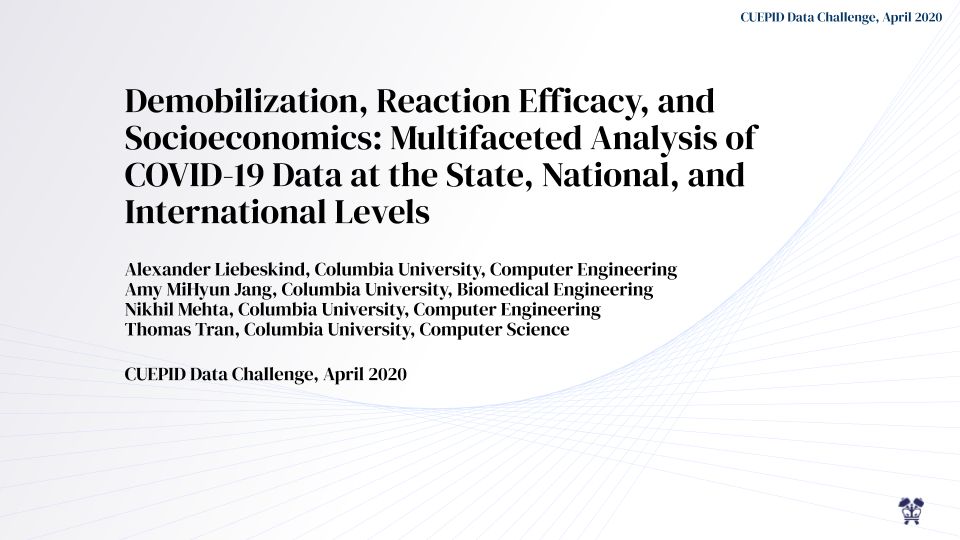 CUEPID Data Challenge, April 2020
Demobilization, Reaction Efficacy, and
Socioeconomics: Multifaceted Analysis of
COVID-19 Data at the State, National, and
International Levels
Alexander Liebeskind, Columbia University, Computer Engineering
Amy MiHyun Jang, Columbia University, Biomedical Engineering
Nikhil Mehta, Columbia University, Computer Engineering
Thomas Tran, Columbia University, Computer Science
CUEPID Data Challenge, April 2020